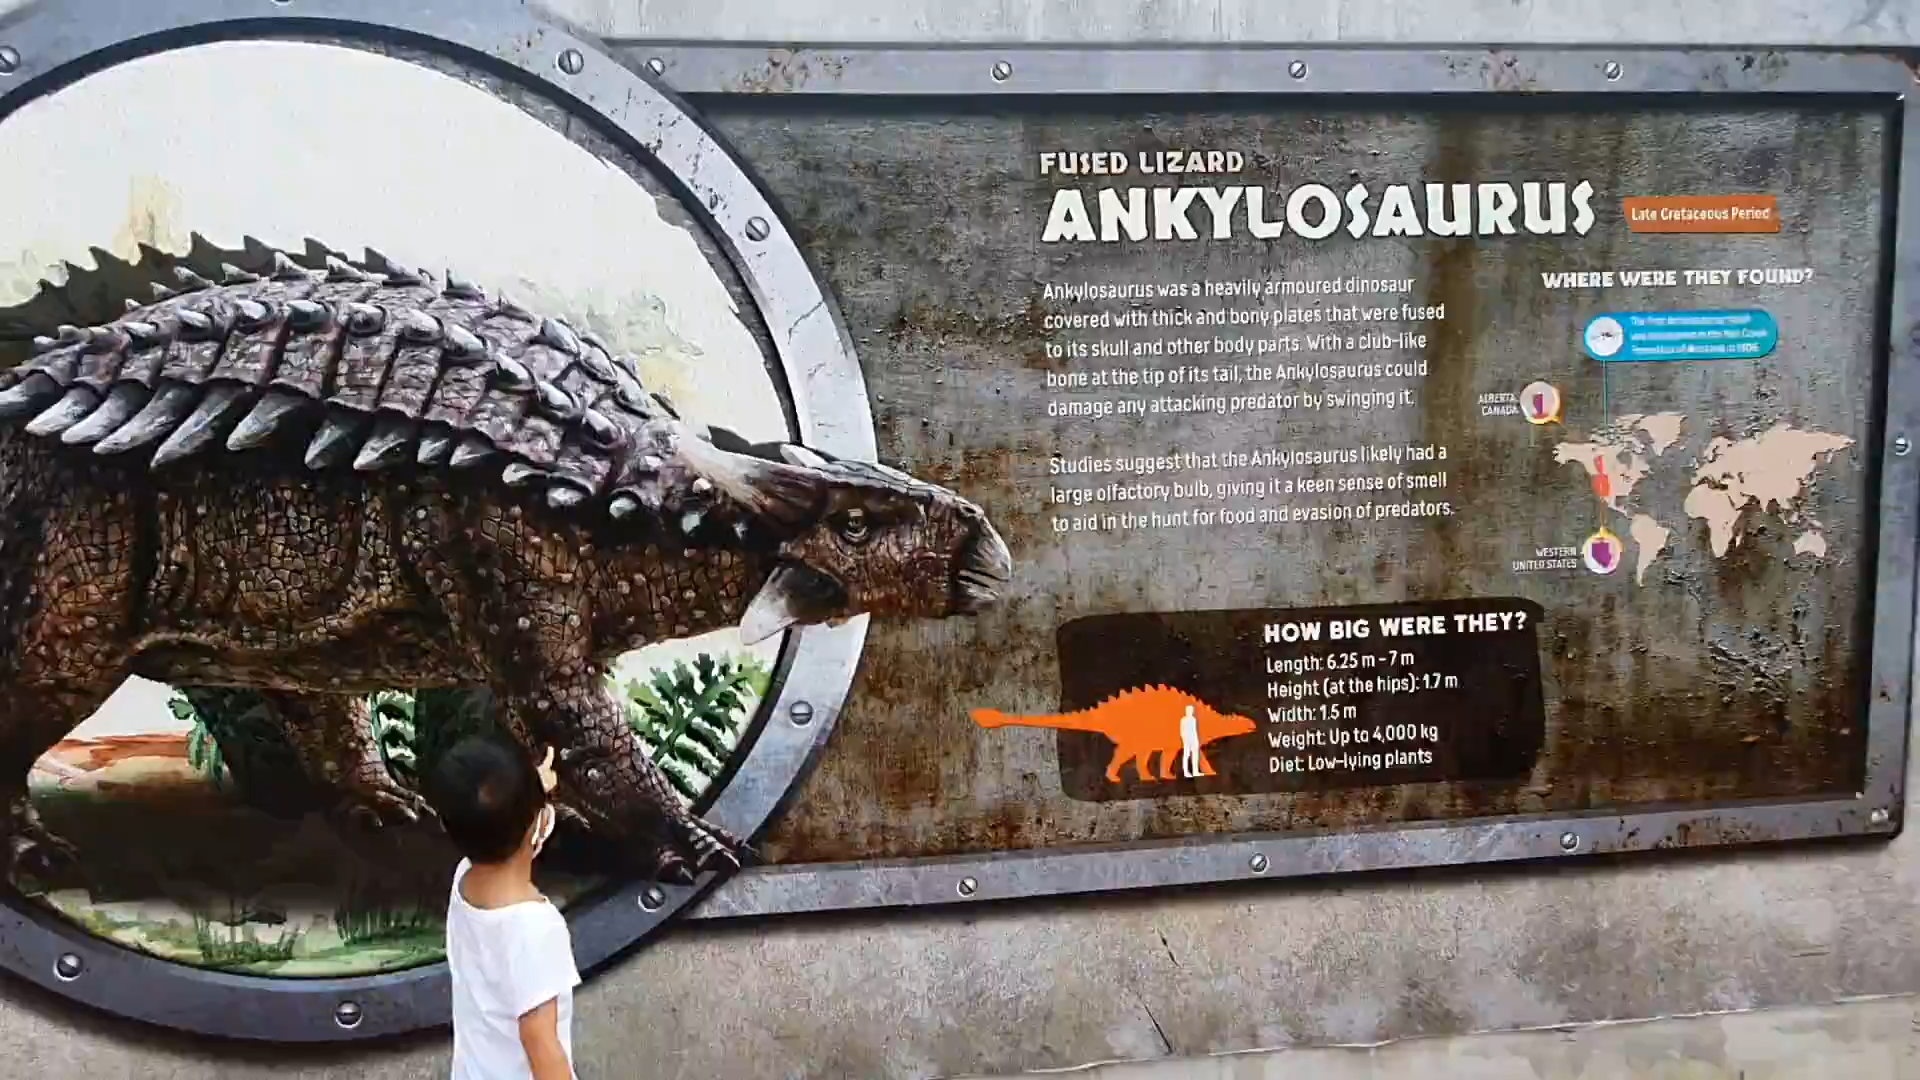 FUSED LIZARD
ANKYLOSAURUS
Late Cretaceous Period
Ankylosaurus was a heavily armoured dinosaur
covered with thick and bony plates that were fused
to its skull and other body parts. With a club-like
bone at the tip of its tail, the Ankylosaurus could
damage any attacking predator by swinging it.
Studies suggest that the Ankylosaurus likely had a
large olfactory bulb, giving it a keen sense of smell
to aid in the hunt for food and evasion of predators.
WHERE WERE THEY FOUND?
ALBERTA,
CANADA
WESTERN
UNITED STATES
HOW BIG WERE THEY?
Length: 6.25 m - 7 m
Height (at the hips): 1.7 m
Width: 1.5 m
Weight: Up to 4,000 kg
Diet: Low-lying plants